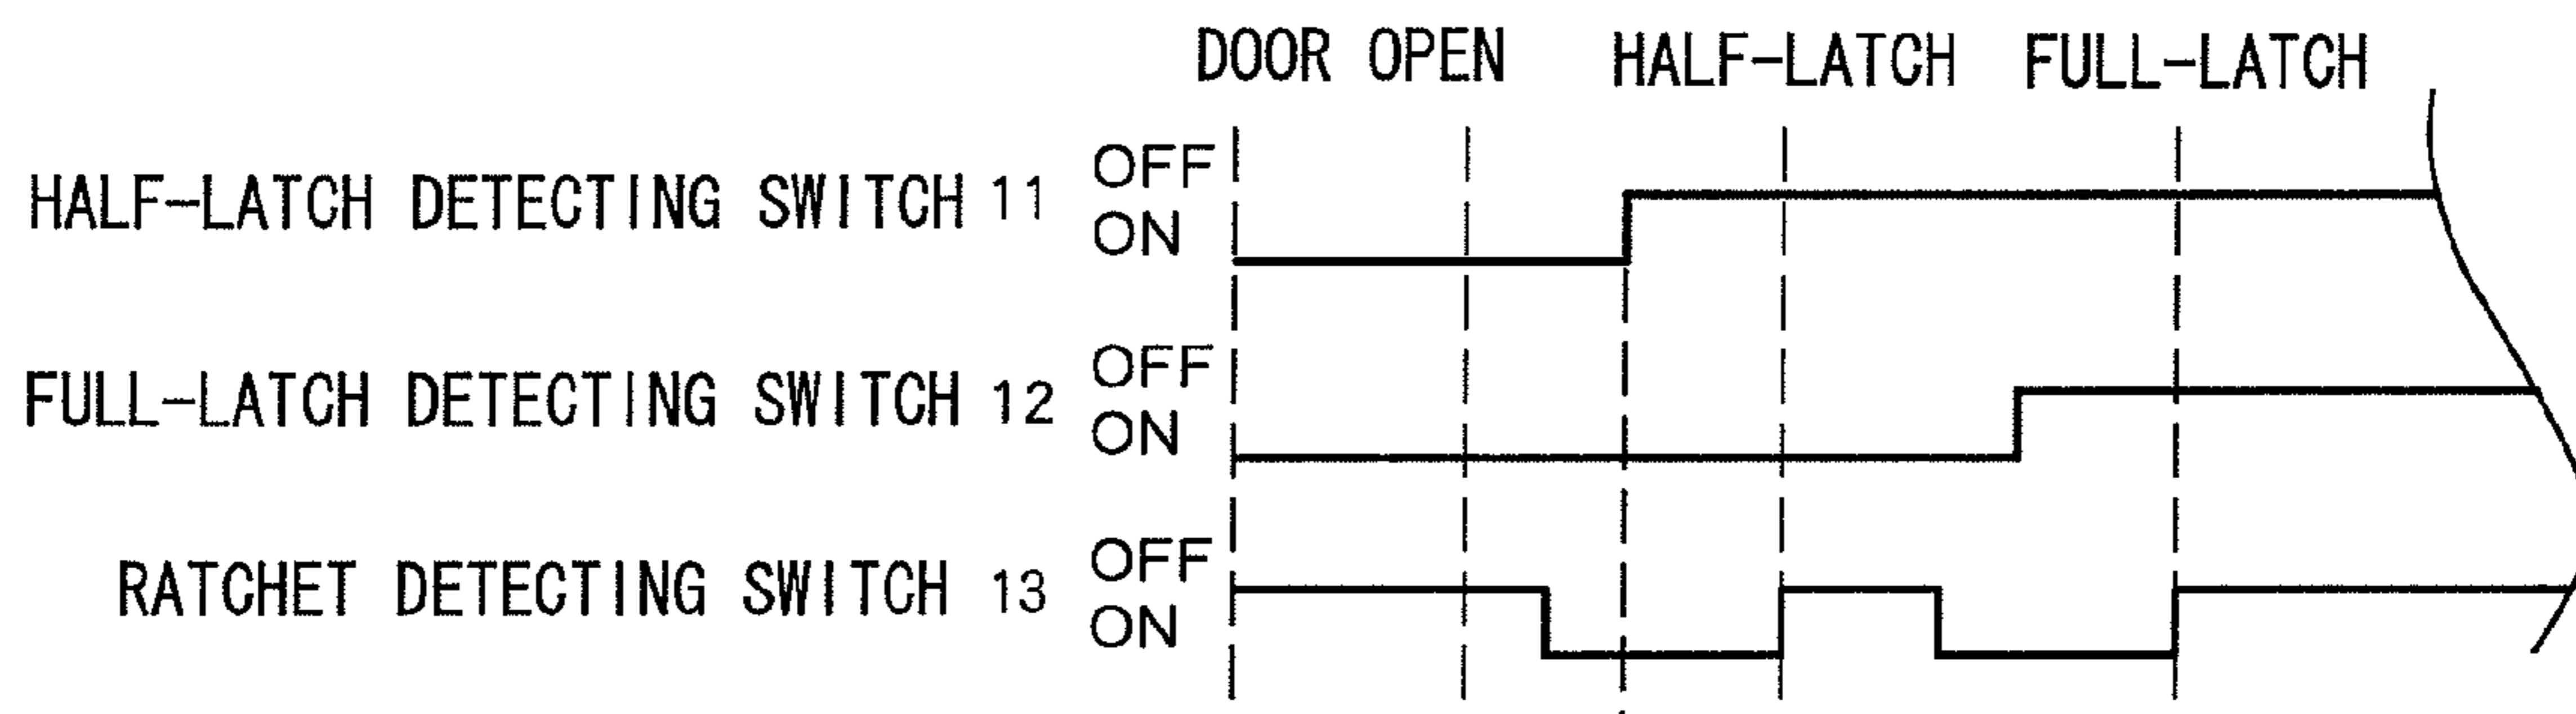 DOOR OPEN HALF-LATCH FULL-LATCH
HALF-LATCH DETECTING SWITCH 11 OFF
ON
FULL-LATCH DETECTING SWITCH 12 OFF
ON
RATCHET DETECTING SWITCH 13 OFF
ON